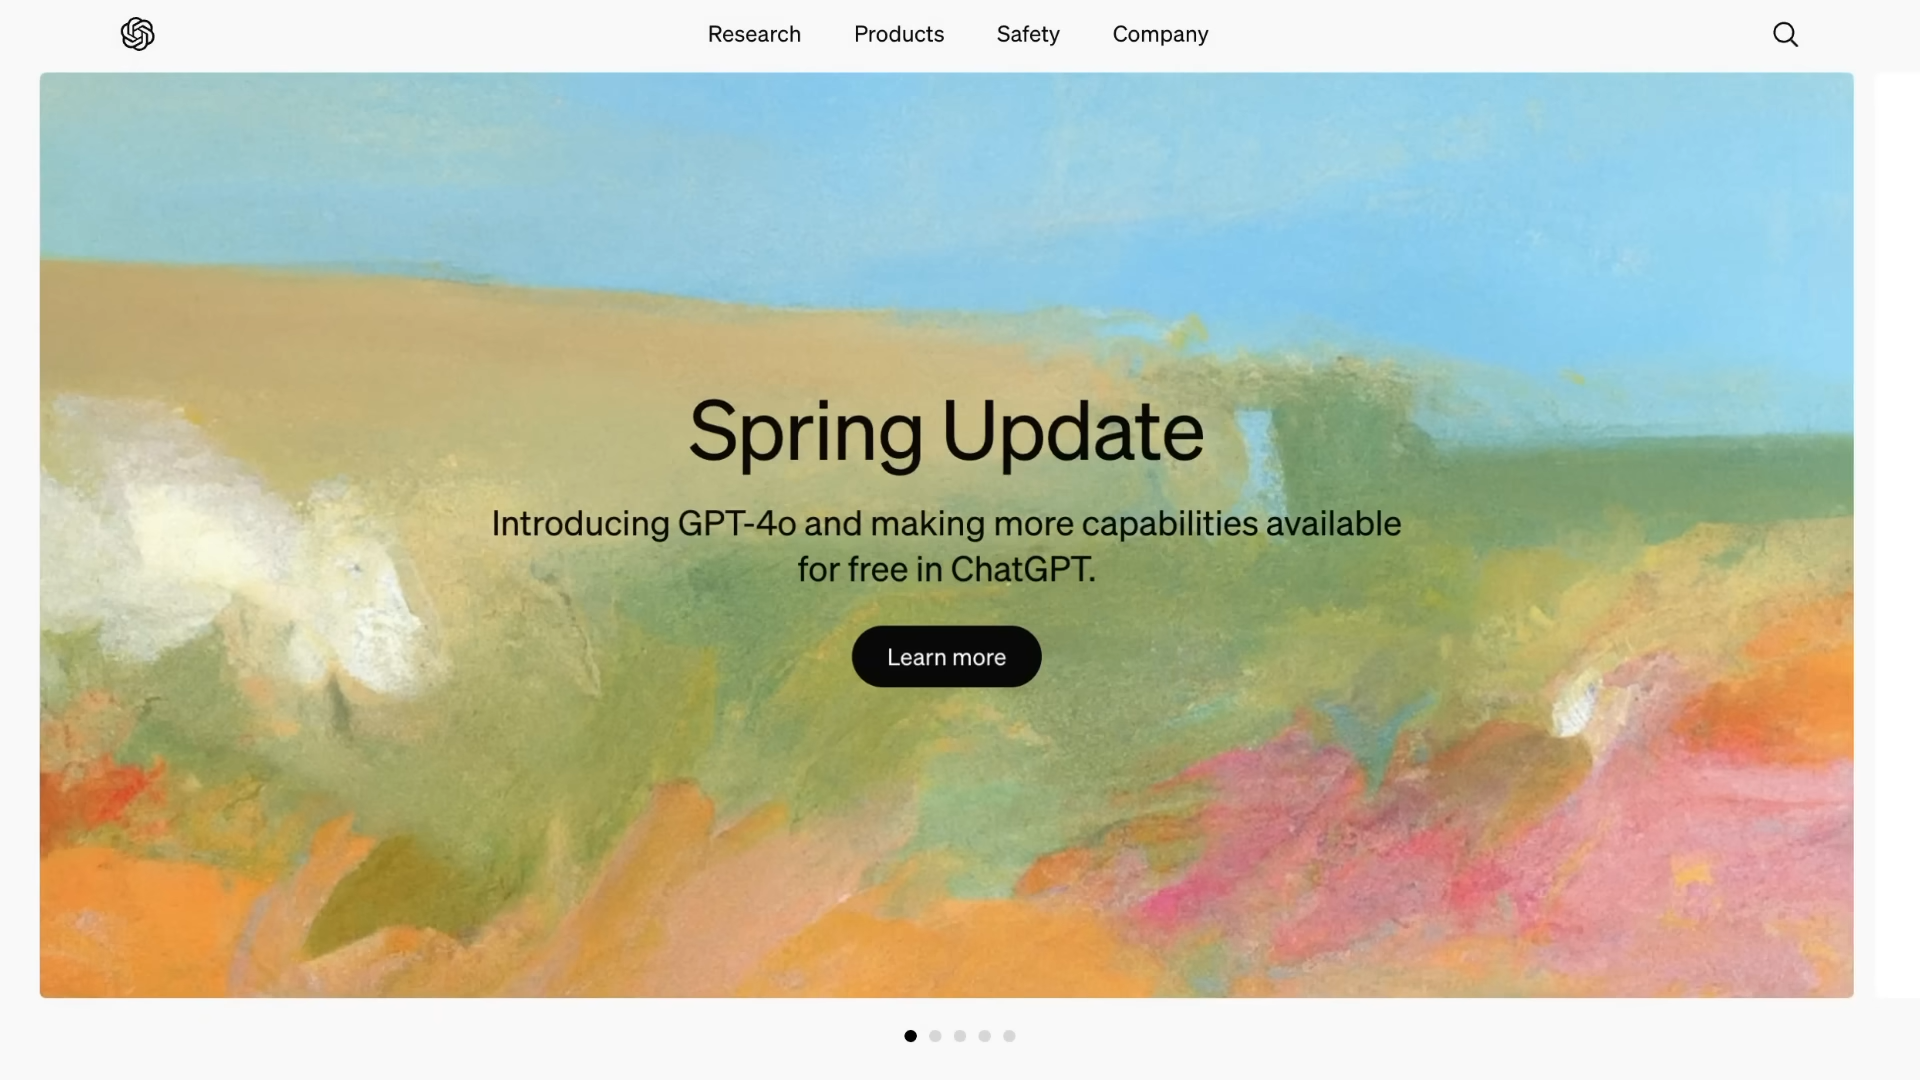 Research
Products
Safety
Company
Spring Update
Introducing GPT-4o and making more capabilities available
for free in ChatGPT.
Learn more